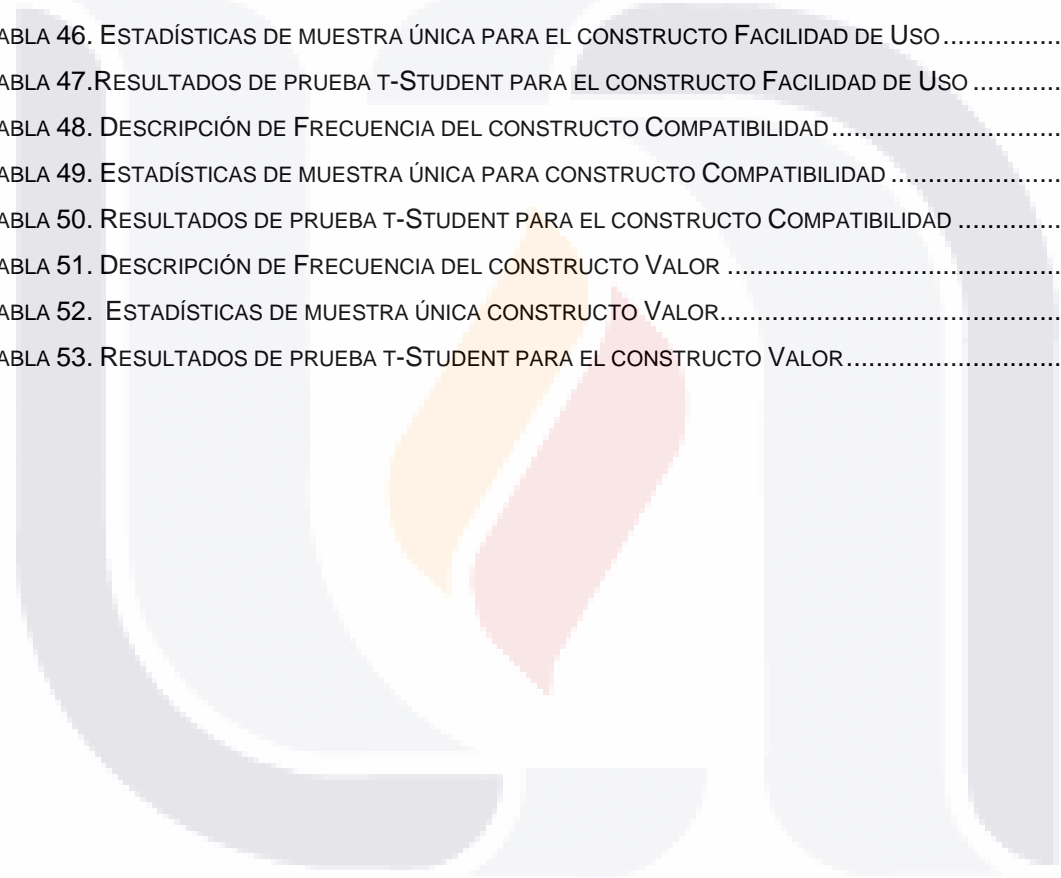 ABLA 46. ESTADÍSTICAS DE MUESTRA ÚNICA PARA EL CONSTRUCTO FACILIDAD DE USO................
ABLA 47.RESULTADOS DE PRUEBA T-STUDENT PARA EL CONSTRUCTO FACILIDAD DE USO ............
ABLA 48. DESCRIPCIÓN DE FRECUENCIA DEL CONSTRUCTO COMPATIBILIDAD...............................
ABLA 49. ESTADÍSTICAS DE MUESTRA ÚNICA PARA CONSTRUCTO COMPATIBILIDAD .......................
ABLA 50. RESULTADOS DE PRUEBA T-STUDENT PARA EL CONSTRUCTO COMPATIBILIDAD ..............
ABLA 51. DESCRIPCIÓN DE FRECUENCIA DEL CONSTRUCTO VALOR .............................................
ABLA 52.  ESTADÍSTICAS DE MUESTRA ÚNICA CONSTRUCTO VALOR..............................................
ABLA 53. RESULTADOS DE PRUEBA T-STUDENT PARA EL CONSTRUCTO VALOR.............................